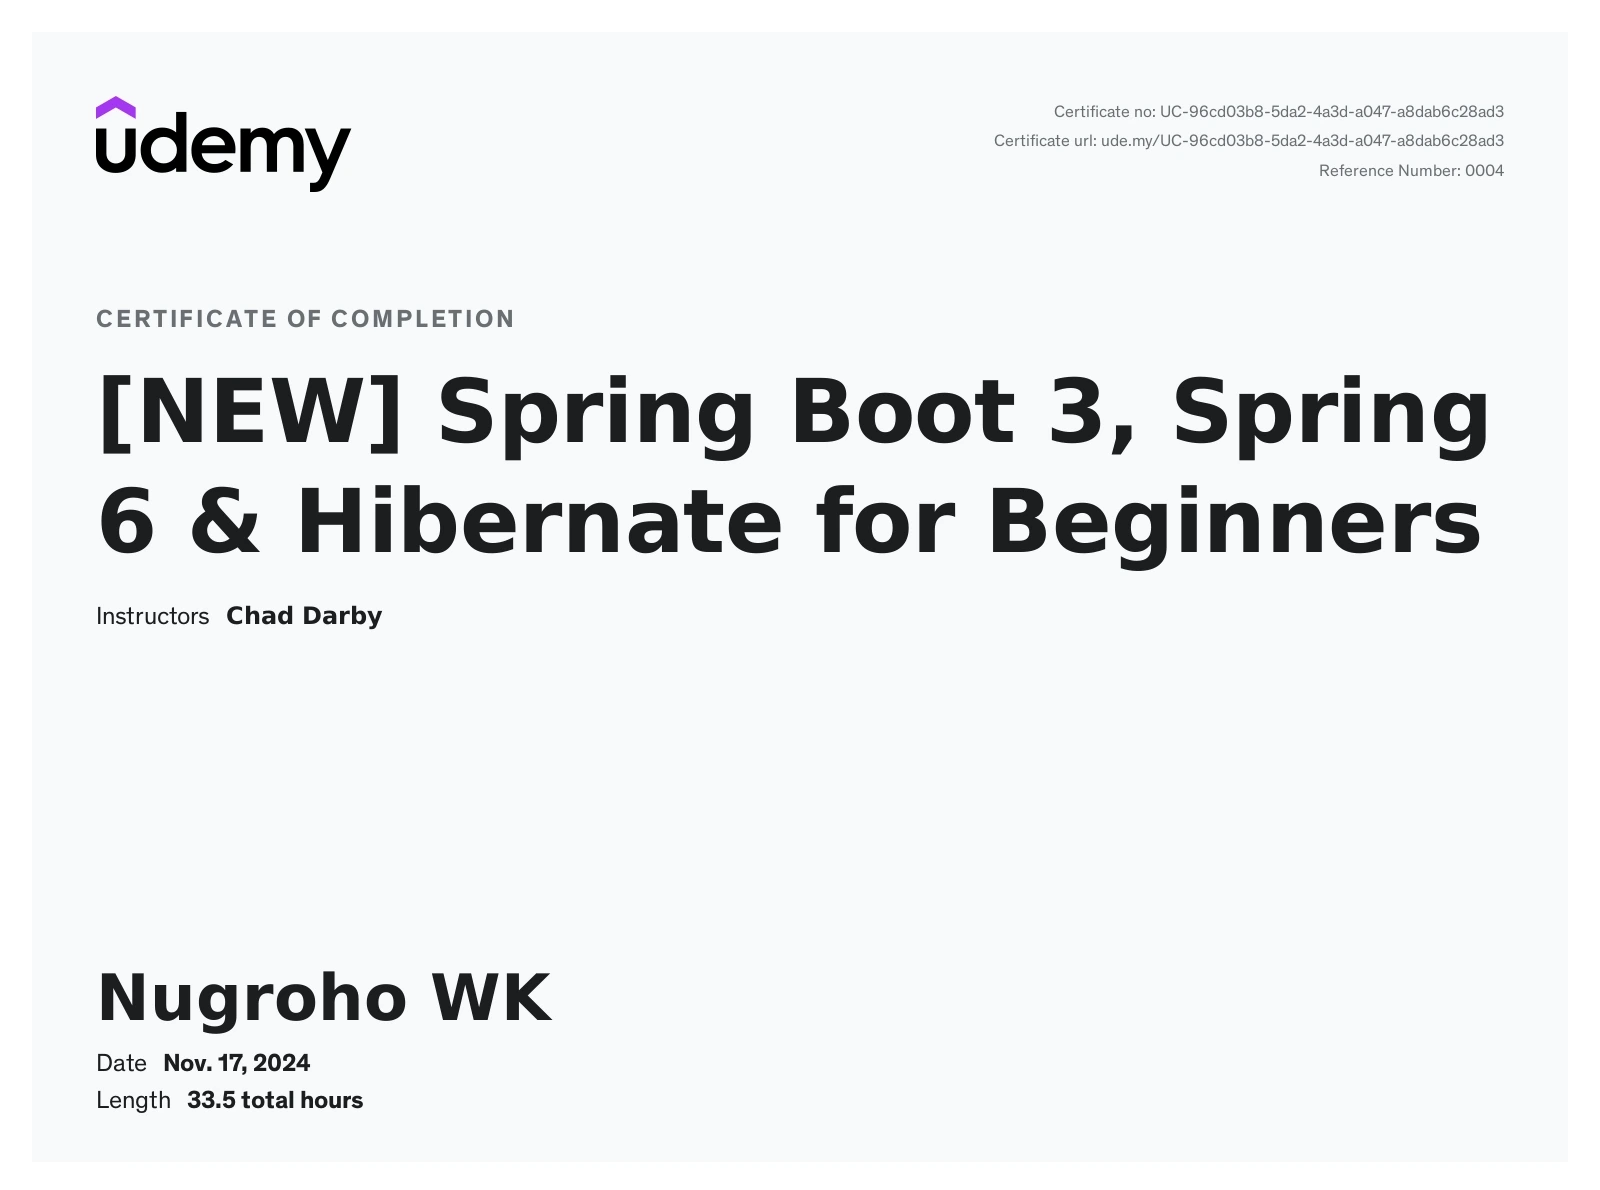 udemy
Certificate no: UC-96cd03b8-5da2-4a3d-a047-a8dab6c28ad3
Certificate url: ude.my/UC-96cd03b8-5da2-4a3d-a047-a8dab6c28ad3
Reference Number: 0004
CERTIFICATE OF COMPLETION
[NEW] Spring Boot 3, Spring
6 & Hibernate for Beginners
Instructors Chad Darby
Nugroho WK
Date Nov. 17, 2024
Length 33.5 total hours